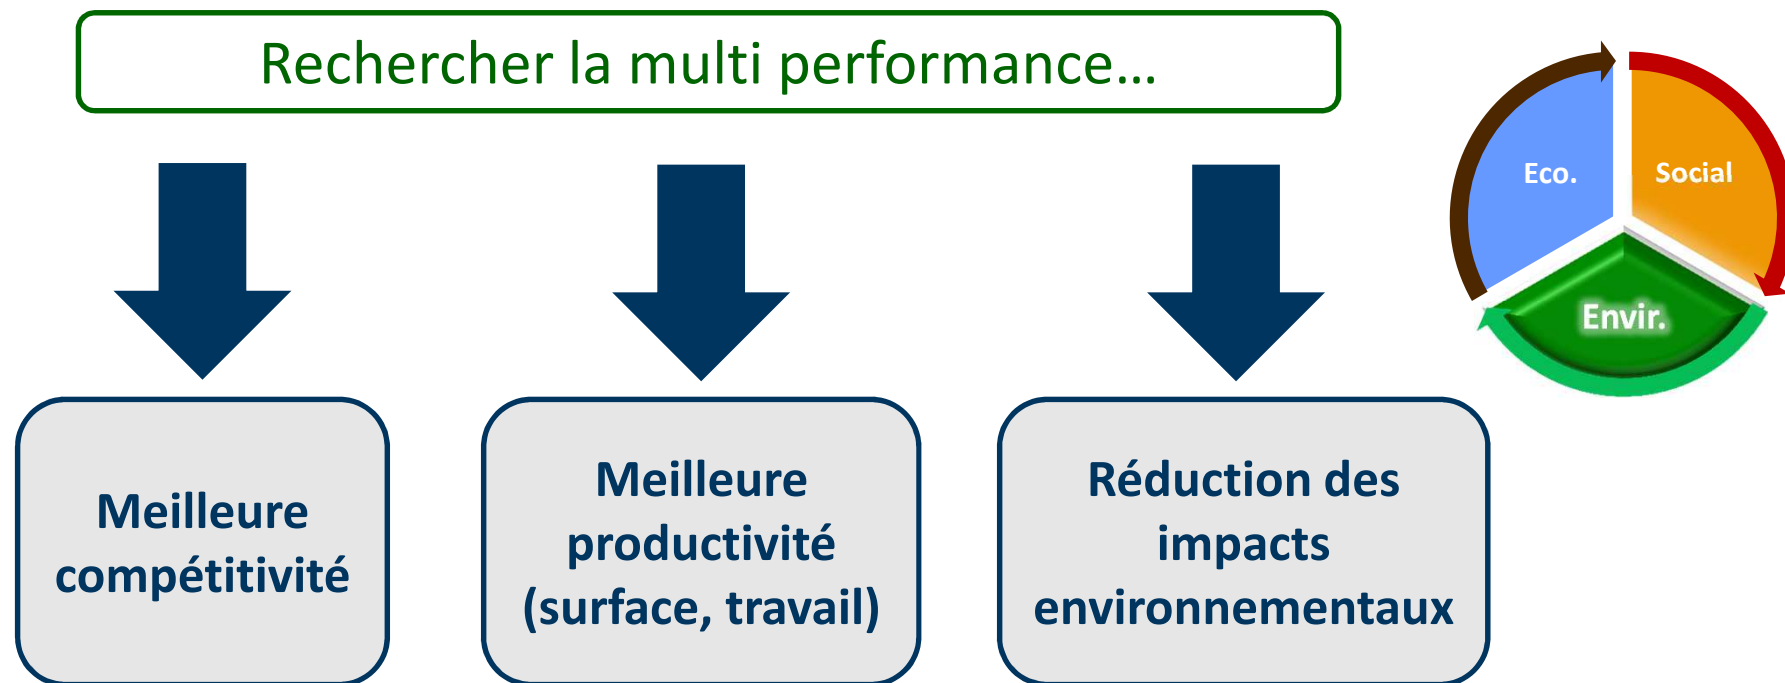 Rechercher la multi performance...
Eco.
Social
Envir.
Meilleure
compétitivité
Meilleure
productivité
(surface, travail)
Réduction des
impacts
environnementaux